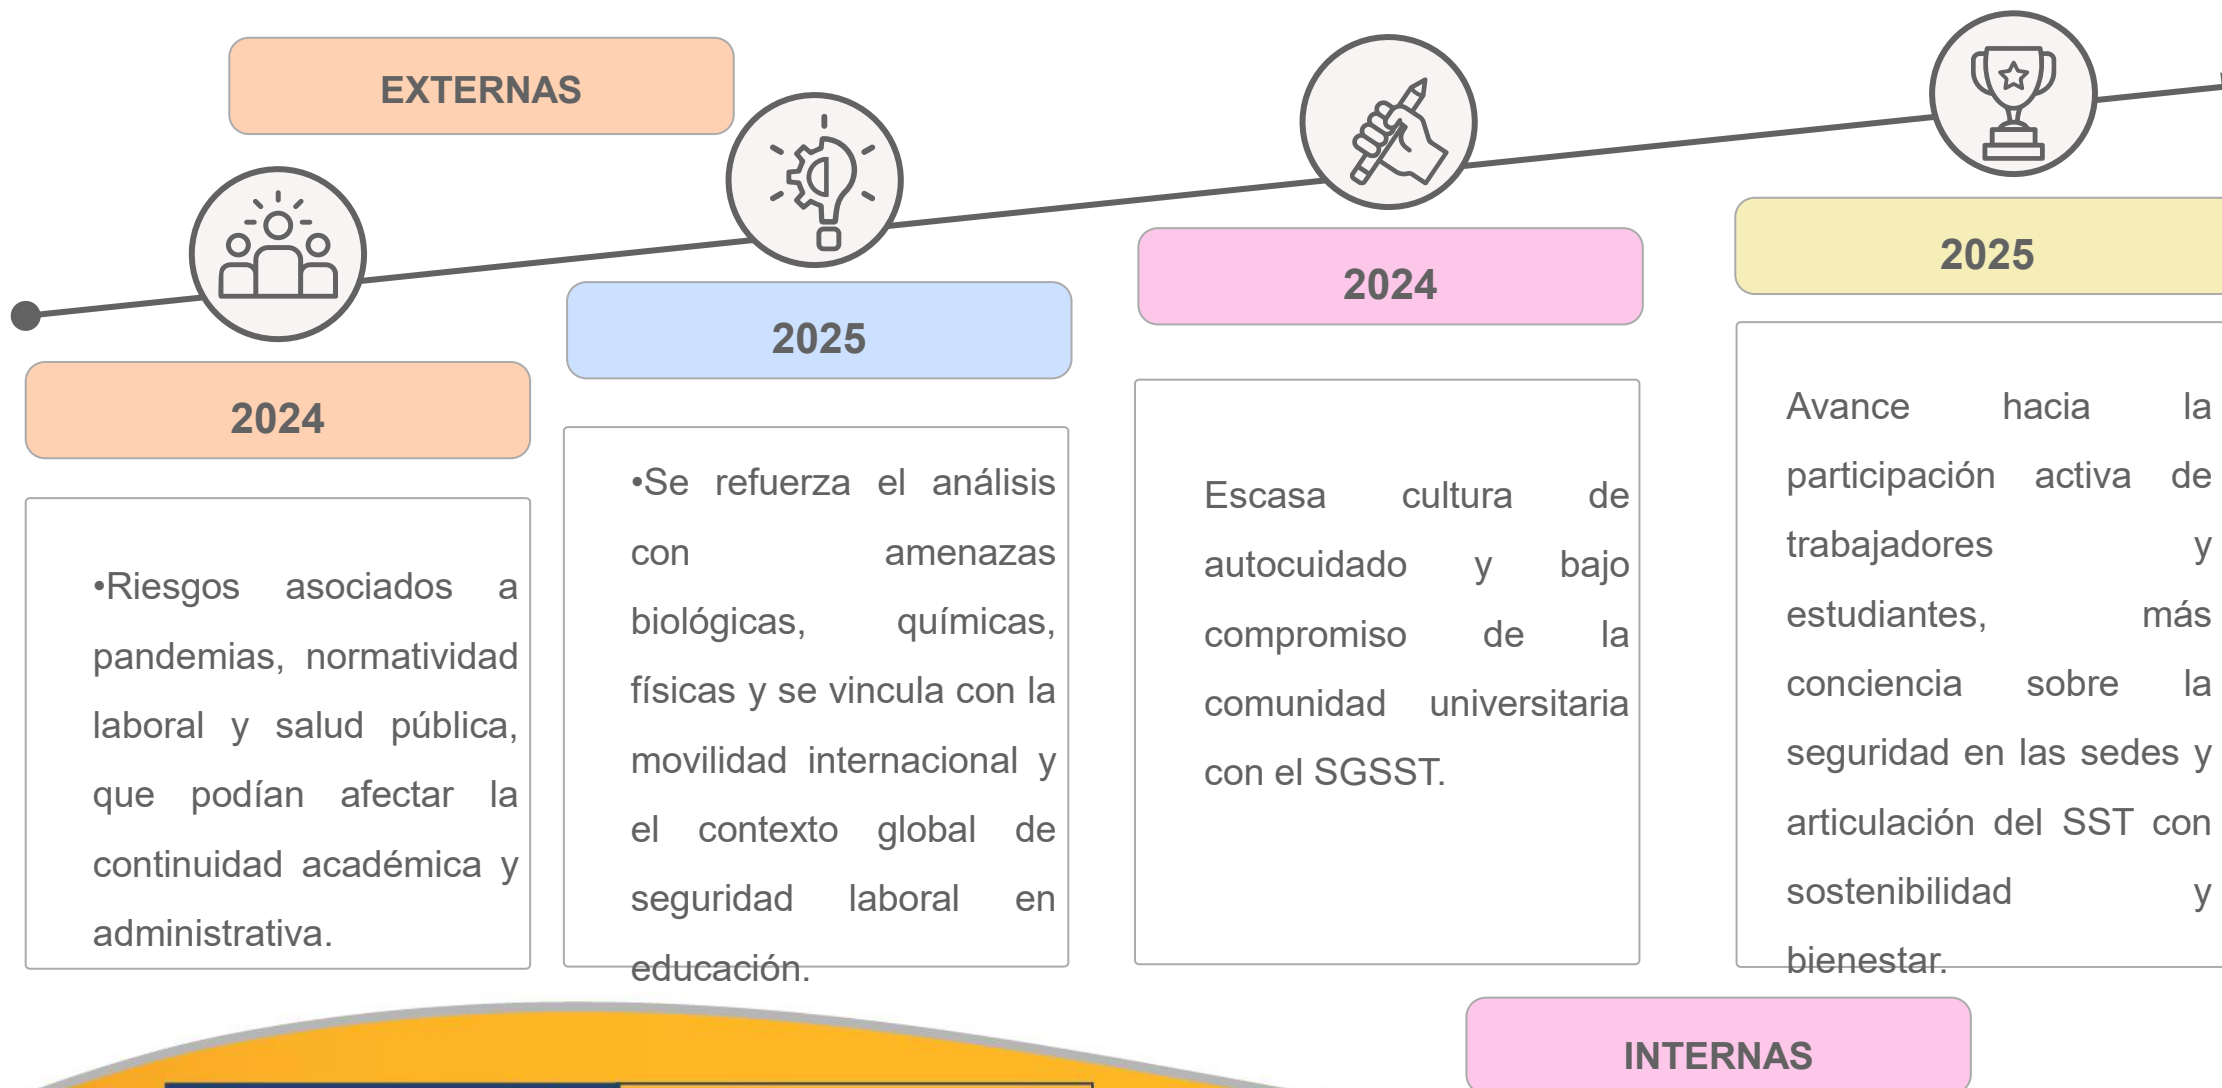 EXTERNAS
2024
•Riesgos asociados a
pandemias, normatividad
laboral y salud pública,
que podían afectar la
continuidad académica y
administrativa.
2025
•Se refuerza el análisis
con amenazas
biológicas, químicas,
físicas y se vincula con la
movilidad internacional y
el contexto global de
seguridad laboral en
educación.
2024
Escasa cultura de
autocuidado y bajo
compromiso de la
comunidad universitaria
con el SGSST.
2025
Avance hacia la
participación activa de
trabajadores y
estudiantes, más
conciencia sobre la
seguridad en las sedes y
articulación del SST con
sostenibilidad y
bienestar.
INTERNAS